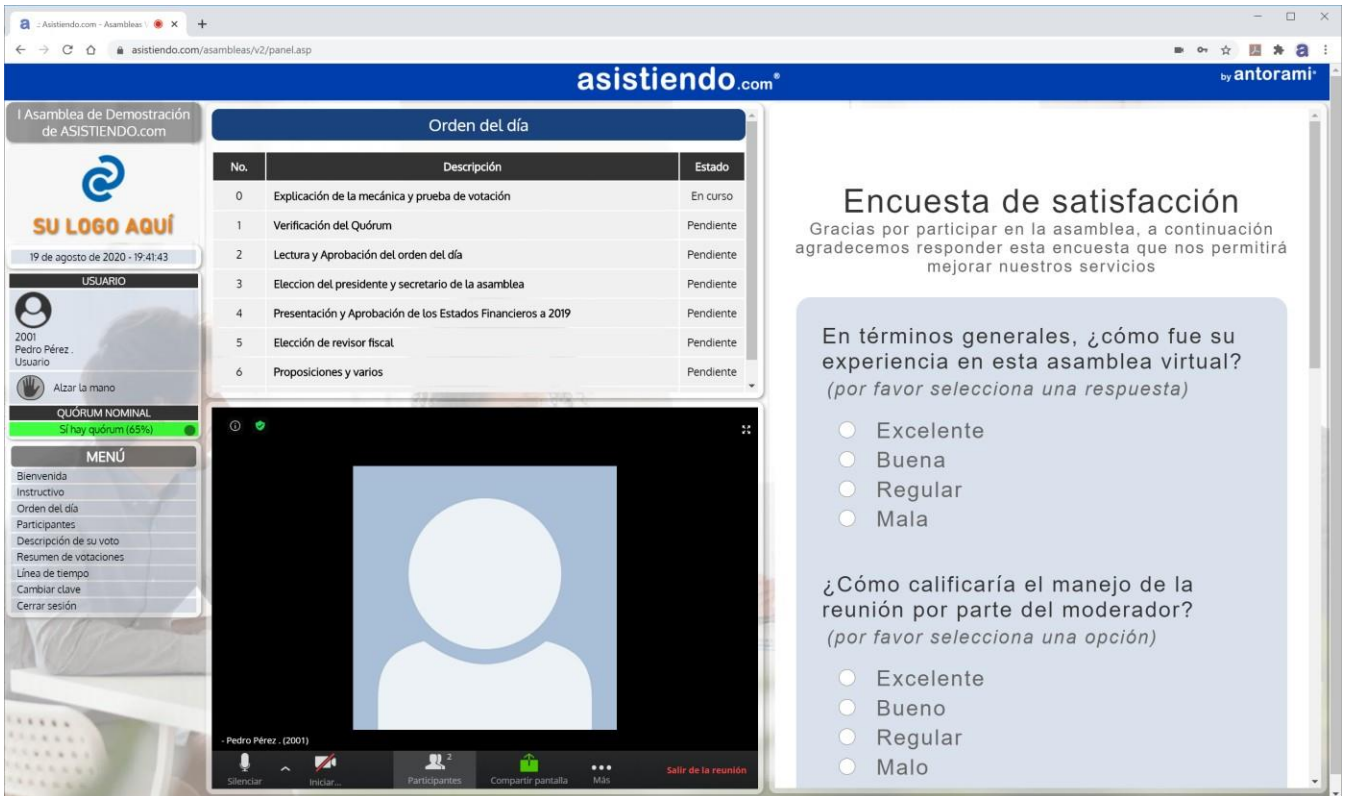 .: Asistiendo.com - Asambleas V
asistiendo.com/asambleas/v2/panel.asp
asistiendo.com®
by antorami®
I Asamblea de Demostración
de ASISTIENDO.com
SU LOGO AQUÍ
19 de agosto de 2020 - 19:41:43
USUARIO
2001
Pedro Pérez .
Usuario
Alzar la mano
QUÓRUM NOMINAL
Sí hay quórum (65%)
MENÚ
Bienvenida
Instructivo
Orden del día
Participantes
Descripción de su voto
Resumen de votaciones
Línea de tiempo
Cambiar clave
Cerrar sesión
Orden del día
No. Descripción Estado
0 Explicación de la mecánica y prueba de votación En curso
1 Verificación del Quórum Pendiente
2 Lectura y Aprobación del orden del día Pendiente
3 Eleccion del presidente y secretario de la asamblea Pendiente
4 Presentación y Aprobación de los Estados Financieros a 2019 Pendiente
5 Elección de revisor fiscal Pendiente
6 Proposiciones y varios Pendiente
- Pedro Pérez . (2001)
Silenciar Iniciar... Participantes 2 Compartir pantalla Más Salir de la reunión
Encuesta de satisfacción
Gracias por participar en la asamblea, a continuación
agradecemos responder esta encuesta que nos permitirá
mejorar nuestros servicios
En términos generales, ¿cómo fue su
experiencia en esta asamblea virtual?
(por favor selecciona una respuesta)
Excelente
Buena
Regular
Mala
¿Cómo calificaría el manejo de la
reunión por parte del moderador?
(por favor selecciona una opción)
Excelente
Bueno
Regular
Malo